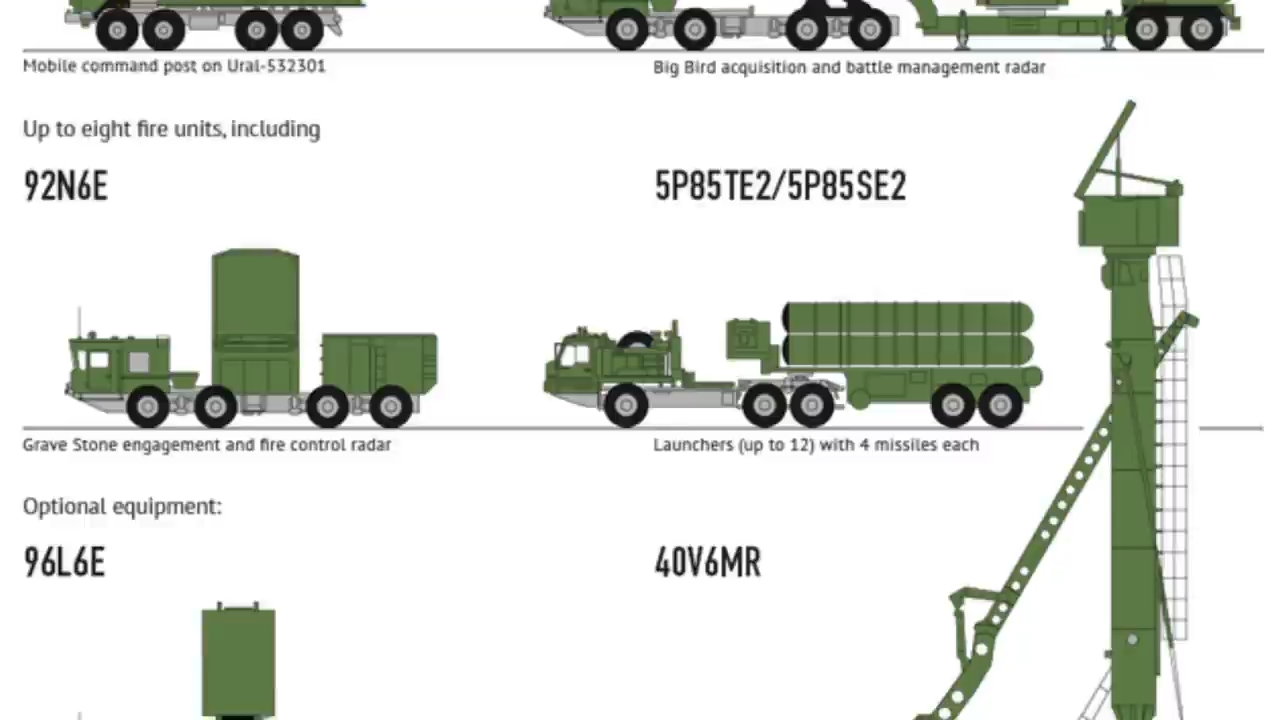 Mobile command post on Ural-532301
Big Bird acquisition and battle management radar
Up to eight fire units, including
92N6E
5P85TE2/5P85SE2
Grave Stone engagement and fire control radar
Launchers (up to 12) with 4 missiles each
Optional equipment:
96L6E
40V6MR